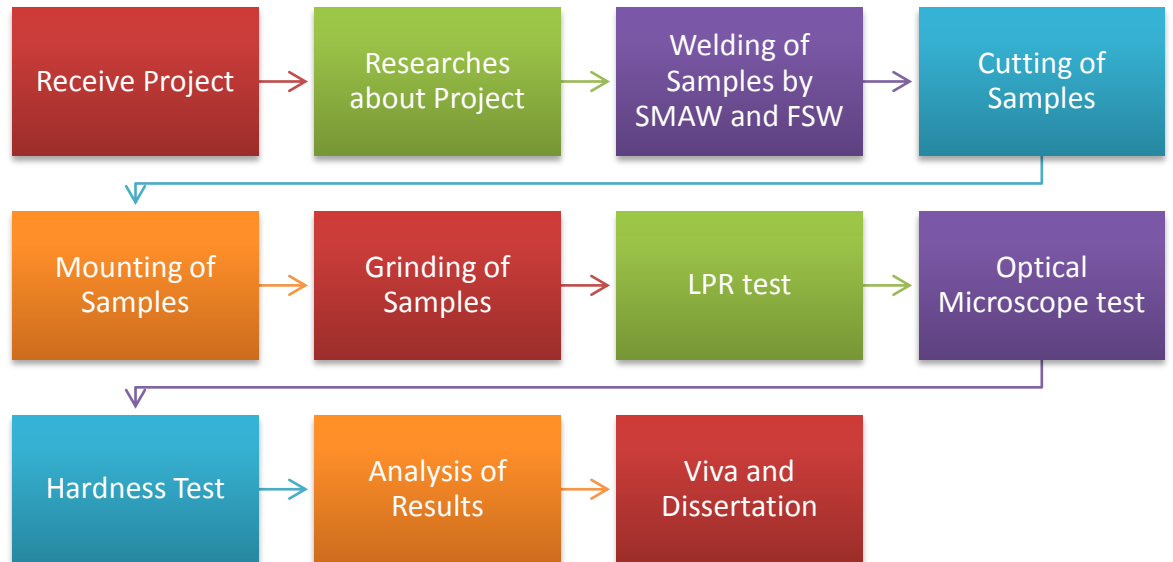 Receive Project
Researches
about Project
Welding of
Samples by
SMAW and FSW
Cutting of
Samples
Mounting of
Samples
Grinding of
Samples
LPR test
Optical
Microscope test
Hardness Test
Analysis of
Results
Viva and
Dissertation